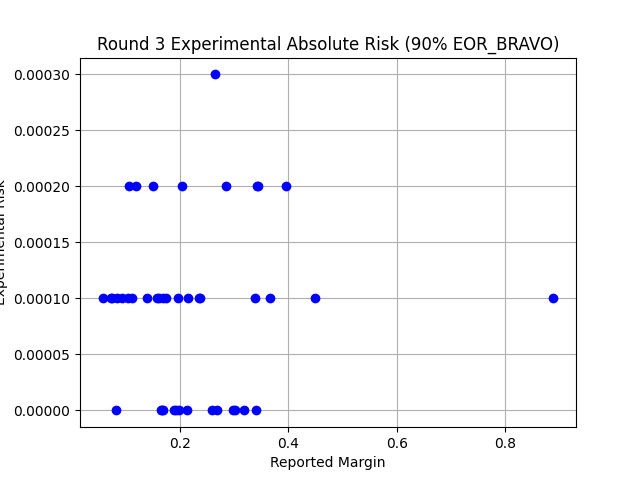 Round 3 Experimental Absolute Risk (90% EOR_BRAVO)
0.00030
0.00025
0.00020
0.00015
0.00010
0.00005
0.00000
Experimental Risk
0.2 0.4 0.6 0.8
Reported Margin